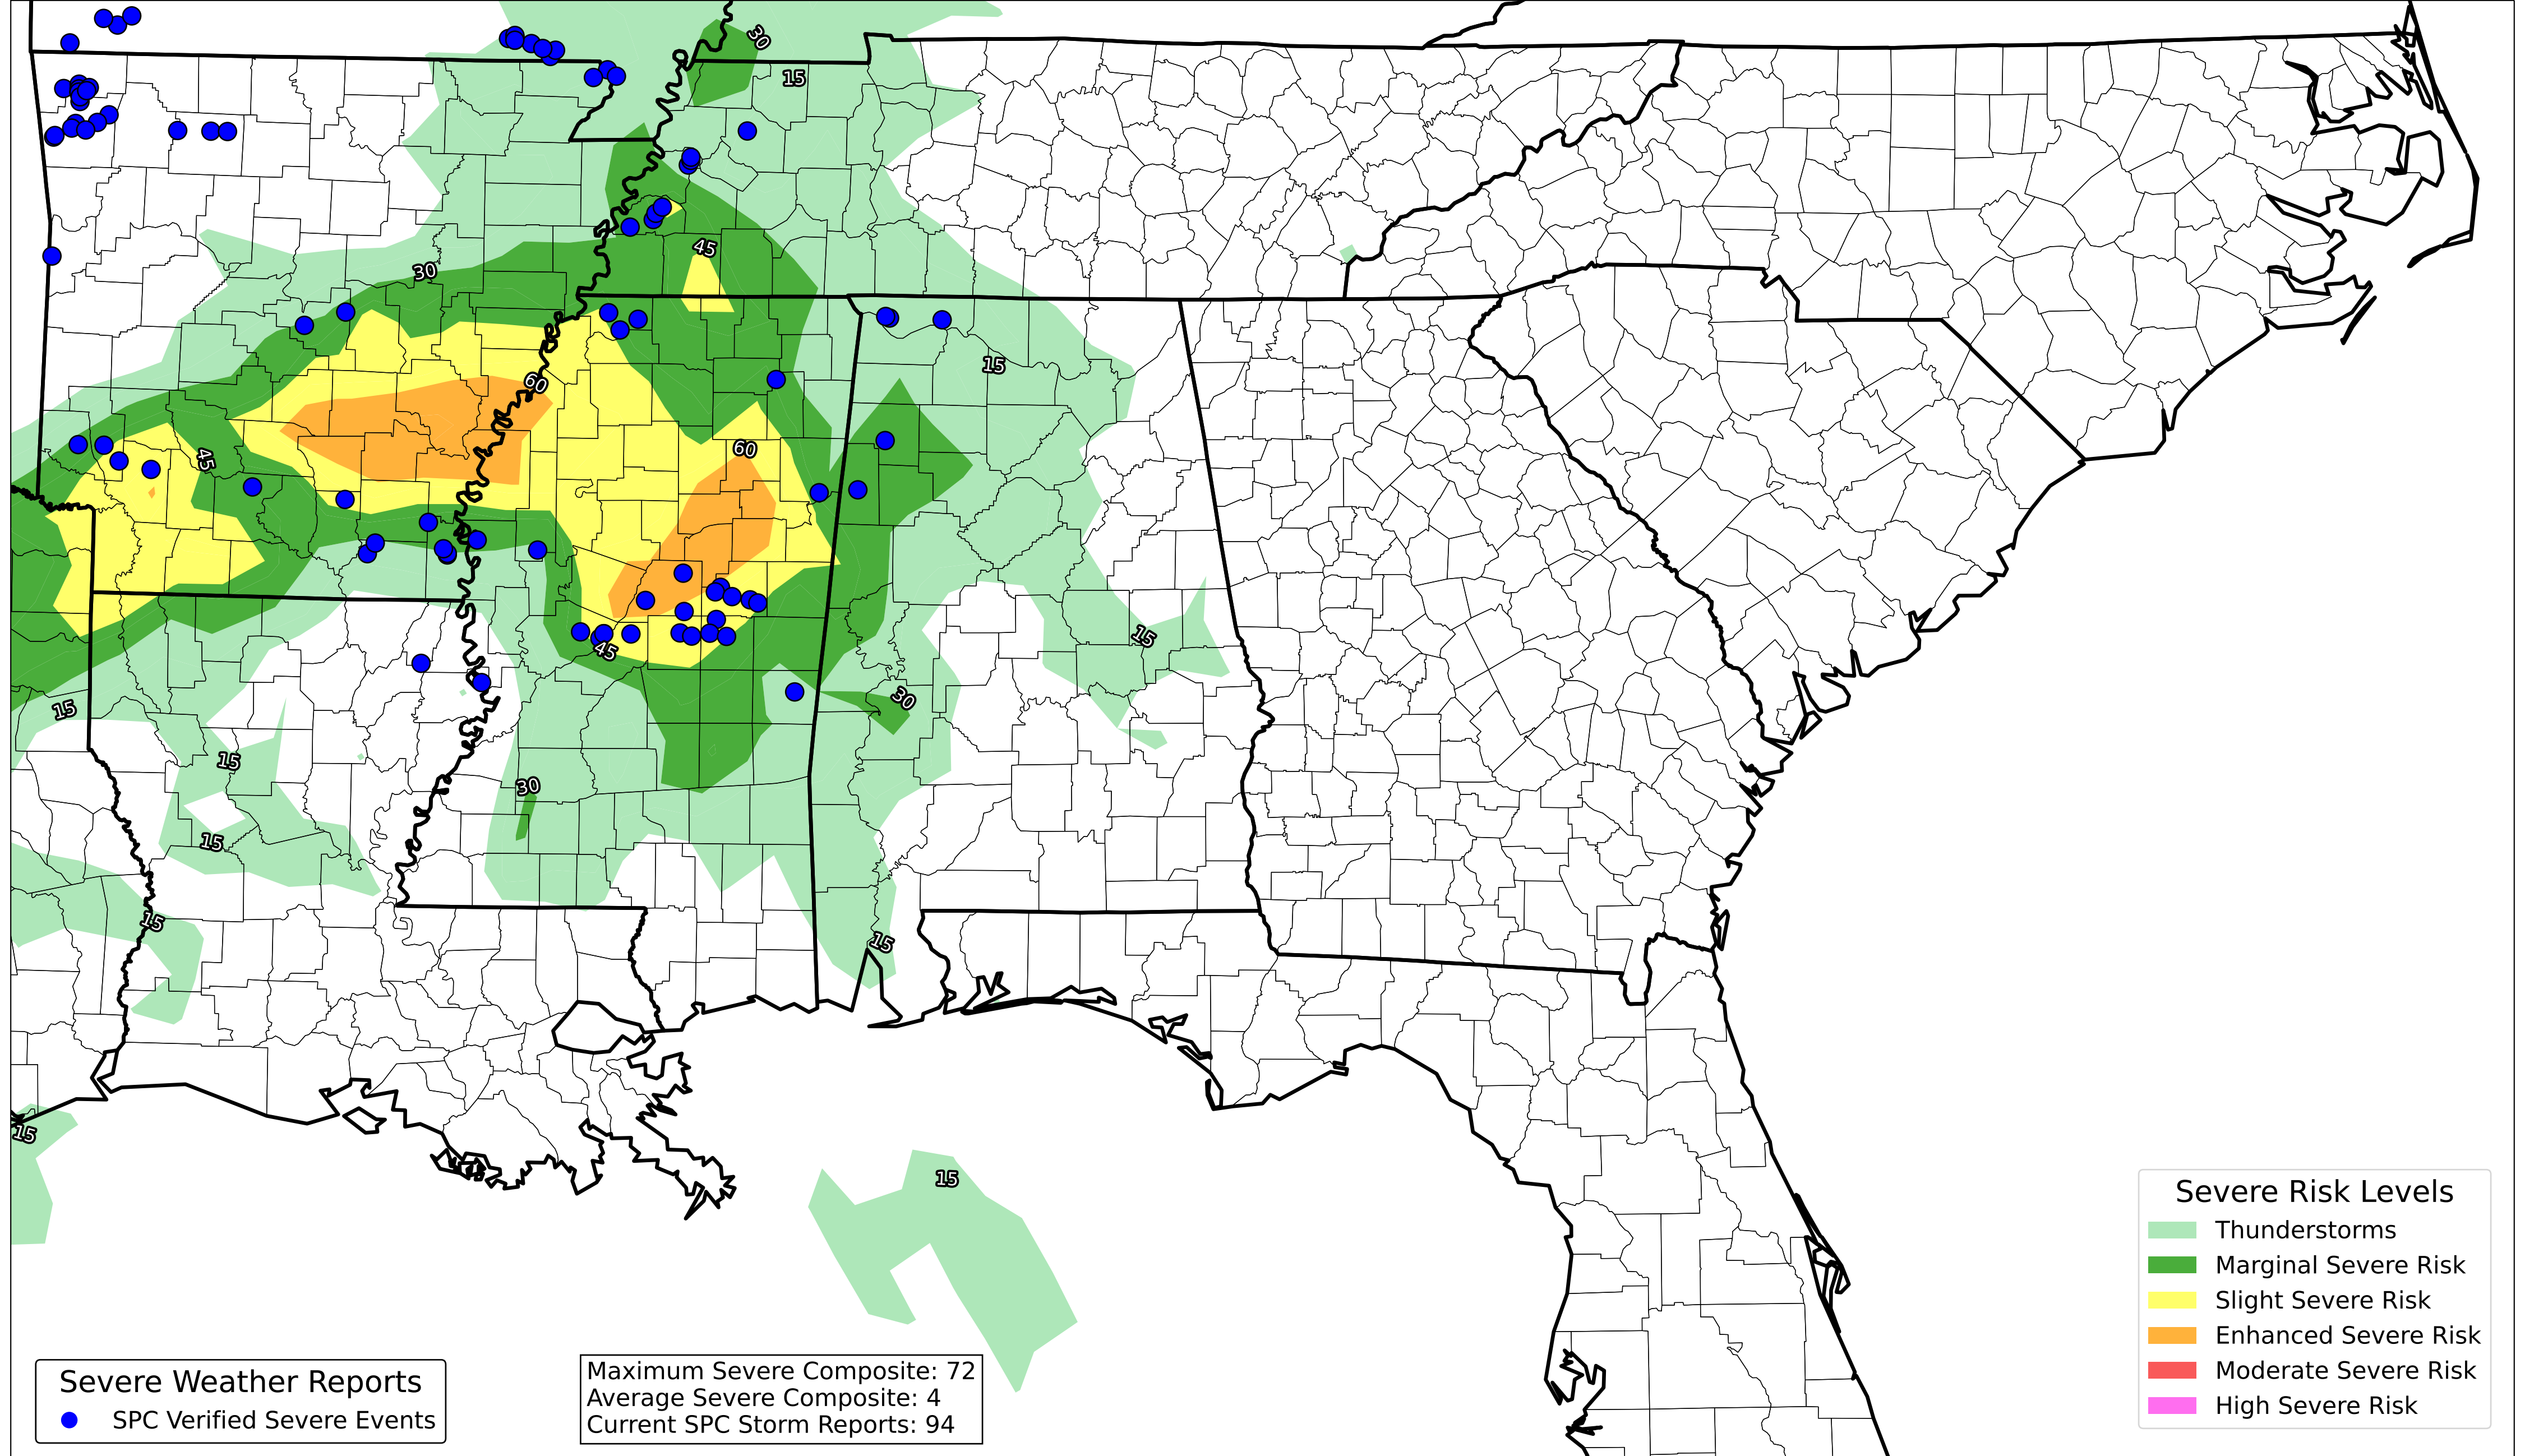 30
15
45
30
60
15
60
45
45
15
30
15
15
30
15
15
15
15
15
Severe Risk Levels
Thunderstorms
Marginal Severe Risk
Slight Severe Risk
Enhanced Severe Risk
Moderate Severe Risk
High Severe Risk
Severe Weather Reports
SPC Verified Severe Events
Maximum Severe Composite: 72
Average Severe Composite: 4
Current SPC Storm Reports: 94